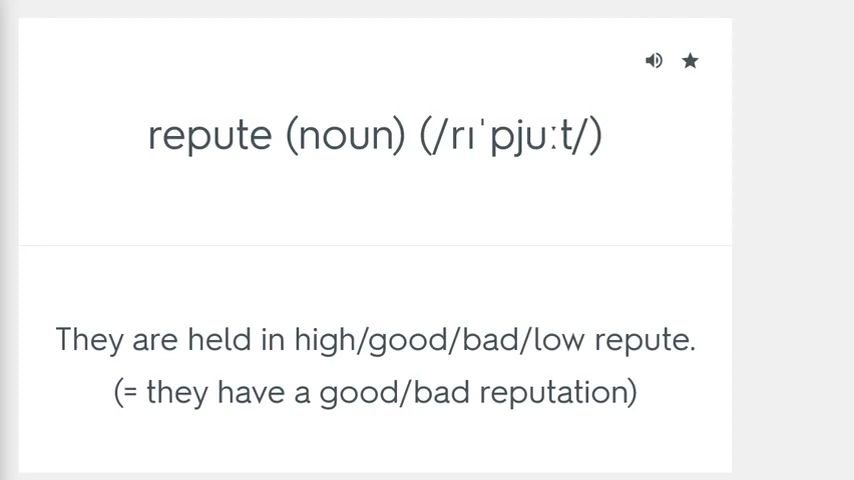 repute (noun) (/rɪˈpjuːt/)
They are held in high/good/bad/low repute.
(= they have a good/bad reputation)